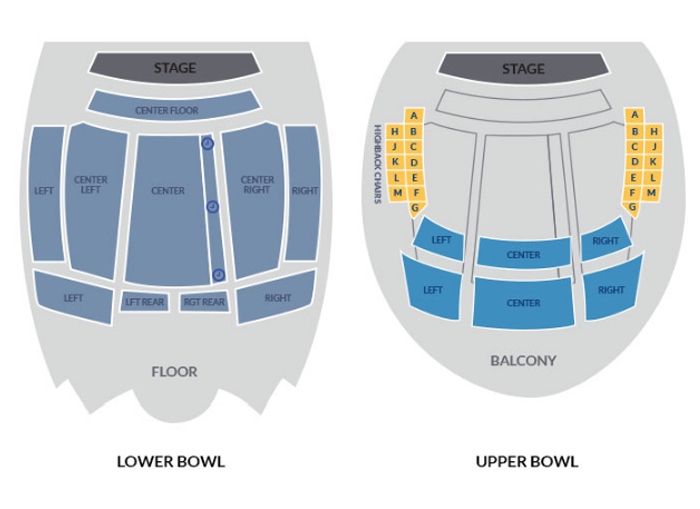 STAGE
CENTER FLOOR
LEFT
CENTER
LEFT
CENTER
CENTER
RIGHT
RIGHT
LEFT
LFT REAR
RGT REAR
RIGHT
FLOOR
LOWER BOWL
STAGE
HIGHBACK CHAIRS
A
H B
J C
K D
L E
M F
G
A
B H
C J
D K
E L
F M
G
LEFT
CENTER
RIGHT
LEFT
CENTER
RIGHT
BALCONY
UPPER BOWL